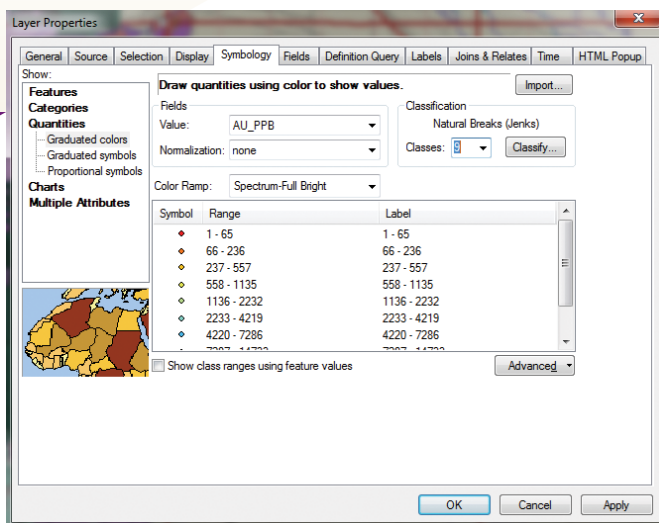 Layer Properties
General Source Selection Display Symbology Fields Definition Query Labels Joins & Relates Time HTML Popup
Show:
Features
Categories
Quantities
Graduated colors
Graduated symbols
Proportional symbols
Charts
Multiple Attributes
Draw quantities using color to show values.
Import...
Fields
Value: AU_PPB
Normalization: none
Classification
Natural Breaks (Jenks)
Classes: 9 Classify...
Color Ramp: Spectrum-Full Bright
Symbol Range Label
1 - 65 1 - 65
66 - 236 66 - 236
237 - 557 237 - 557
558 - 1135 558 - 1135
1136 - 2232 1136 - 2232
2233 - 4219 2233 - 4219
4220 - 7286 4220 - 7286
Show class ranges using feature values
Advanced
OK Cancel Apply